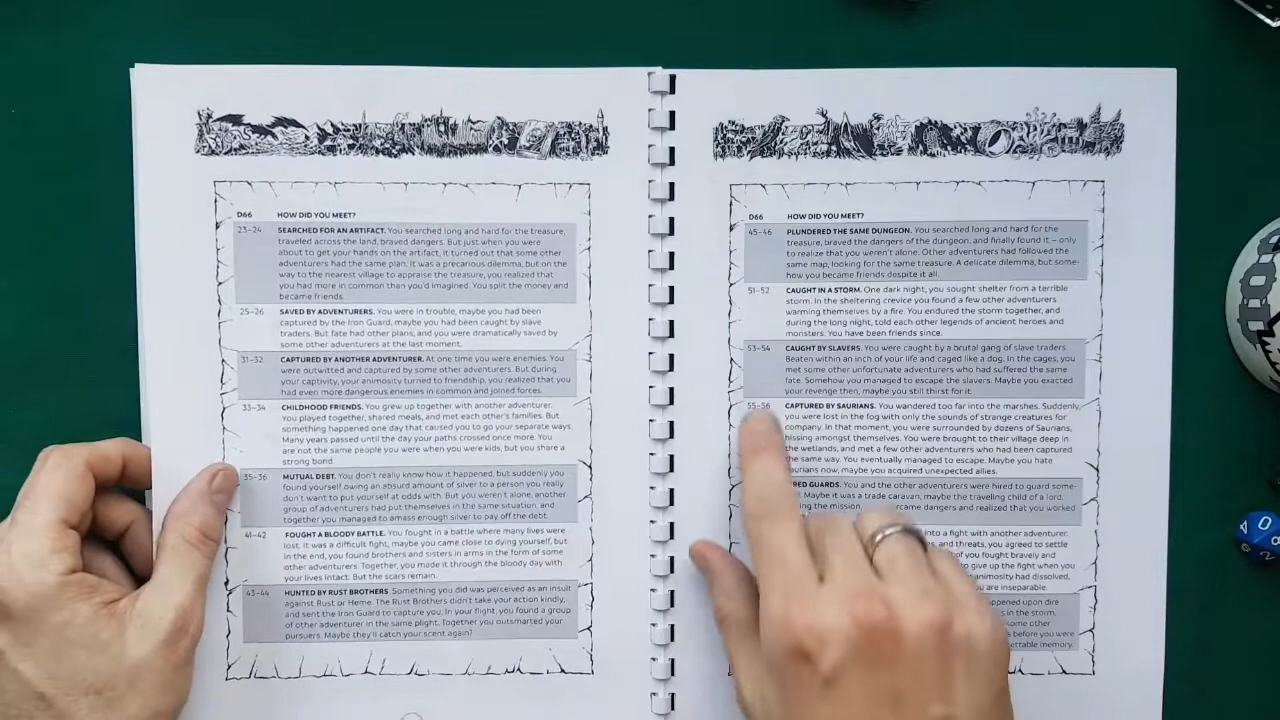 D66 HOW DID YOU MEET?
23–24 SEARCHED FOR AN ARTIFACT. You searched long and hard for the treasure,
traveled across the land, braved dangers. But just when you were
about to get your hands on the artifact, it turned out that some other
adventurers had the same plan. It was a precarious dilemma, but on the
way to the nearest village to appraise the treasure, you realized that
you had more in common than you'd imagined. You split the money and
became friends.
25–26 SAVED BY ADVENTURERS. You were in trouble, maybe you had been
captured by the Iron Guard, maybe you had been caught by slave
traders. But fate had other plans, and you were dramatically saved by
some other adventurers at the last moment.
31–32 CAPTURED BY ANOTHER ADVENTURER. At one time you were enemies. You
were outwitted and captured by some other adventurers. But during
your captivity, your animosity turned to friendship, you realized that you
had even more dangerous enemies in common and joined forces.
33–34 CHILDHOOD FRIENDS. You grew up together with another adventurer.
You played together, shared meals, and met each other's families. But
something happened one day that caused you to go your separate ways.
Many years passed until the day your paths crossed once more. You
are not the same people you were when you were kids, but you share a
strong bond.
35–36 MUTUAL DEBT. You don't really know how it happened, but suddenly you
found yourself owing an absurd amount of silver to a person you really
don't want to put yourself at odds with. But you weren't alone, another
group of adventurers had put themselves in the same situation, and
together you managed to amass enough silver to pay off the debt.
41–42 FOUGHT A BLOODY BATTLE. You fought in a battle where many lives were
lost. It was a difficult fight, maybe you came close to dying yourself, but
in the end, you found brothers and sisters in arms in the form of some
other adventurers. Together, you made it through the bloody day with
your lives intact. But the scars remain.
43–44 HUNTED BY RUST BROTHERS Something you did was perceived as an insult
against Rust or Heme. The Rust Brothers didn't take your action kindly,
and sent the Iron Guard to capture you. In your flight, you found a group
of other adventurer in the same plight. Together you outsmarted your
pursuers. Maybe they'll catch your scent again?
D66 HOW DID YOU MEET?
45–46 PLUNDERED THE SAME DUNGEON. You searched long and hard for the
treasure, braved the dangers of the dungeon, and finally found it – only
to realize that you weren't alone. Other adventurers had followed the
same map, looking for the same treasure. A delicate dilemma, but some-
how you became friends despite it all.
51–52 CAUGHT IN A STORM. One dark night, you sought shelter from a terrible
storm. In the sheltering crevice you found a few other adventurers
warming themselves by a fire. You endured the storm together, and
during the long night, told each other legends of ancient heroes and
monsters. You have been friends since.
53–54 CAUGHT BY SLAVERS. You were caught by a brutal gang of slave traders.
Beaten within an inch of your life and caged like a dog. In the cages, you
met some other unfortunate adventurers who had suffered the same
fate. Somehow you managed to escape the slavers. Maybe you exacted
your revenge then, maybe you still thirst for it.
55–56 CAPTURED BY SAURIANS. You wandered too far into the marshes. Suddenly,
you were lost in the fog with only the sounds of strange creatures for
company. In that moment, you were surrounded by dozens of Saurians,
hissing amongst themselves. You were brought to their village deep in
the wetlands, and met a few other adventurers who had been captured
the same way. You eventually managed to escape. Maybe you hate
aurians now, maybe you acquired unexpected allies.
RED GUARDS. You and the other adventurers were hired to guard some-
Maybe it was a trade caravan, maybe the traveling child of a lord.
ing the mission, rcame dangers and realized that you worked
into a fight with another adventurer.
and threats, you agreed to settle
of you fought bravely and
to give up the fight when you
animosity had dissolved,
are inseparable.
appened upon dire
in the storm,
some other
before you were
ettable memory.
0